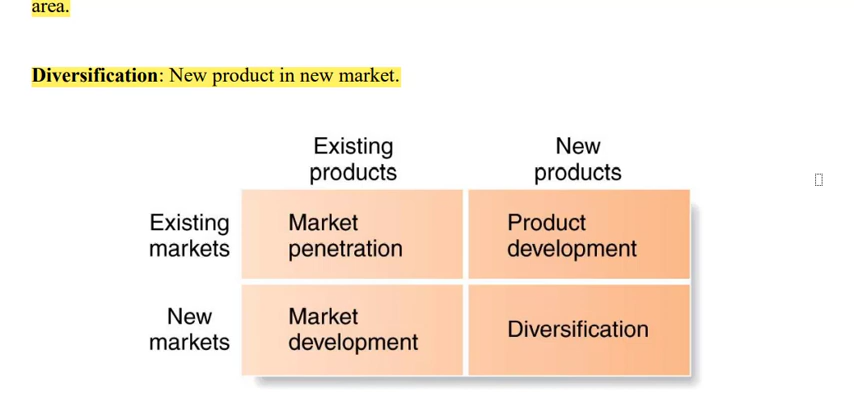 area.
Diversification: New product in new market.
Existing products
New products
Existing markets
Market penetration
Product development
New markets
Market development
Diversification